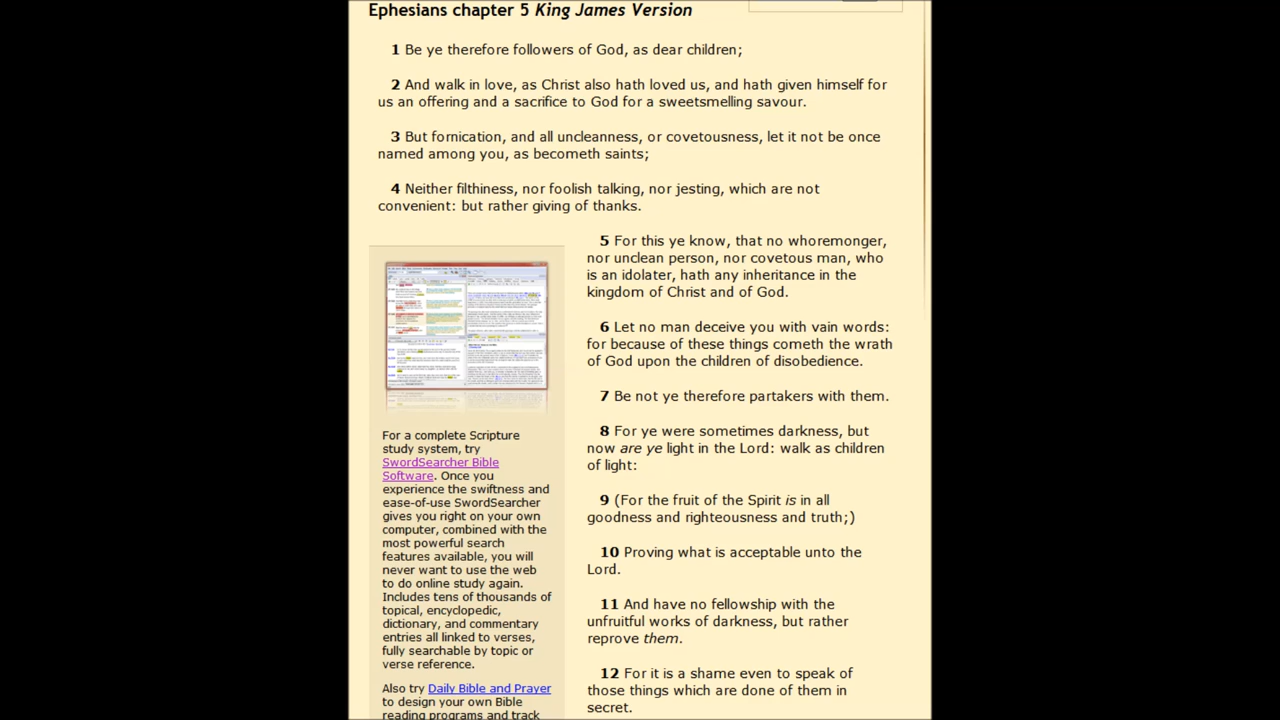 Ephesians chapter 5 King James Version
1 Be ye therefore followers of God, as dear children;
2 And walk in love, as Christ also hath loved us, and hath given himself for
us an offering and a sacrifice to God for a sweetsmelling savour.
3 But fornication, and all uncleanness, or covetousness, let it not be once
named among you, as becometh saints;
4 Neither filthiness, nor foolish talking, nor jesting, which are not
convenient: but rather giving of thanks.
5 For this ye know, that no whoremonger,
nor unclean person, nor covetous man, who
is an idolater, hath any inheritance in the
kingdom of Christ and of God.
6 Let no man deceive you with vain words:
for because of these things cometh the wrath
of God upon the children of disobedience.
7 Be not ye therefore partakers with them.
8 For ye were sometimes darkness, but
now are ye light in the Lord: walk as children
of light:
9 (For the fruit of the Spirit is in all
goodness and righteousness and truth;)
10 Proving what is acceptable unto the
Lord.
11 And have no fellowship with the
unfruitful works of darkness, but rather
reprove them.
12 For it is a shame even to speak of
those things which are done of them in
secret.
For a complete Scripture
study system, try
SwordSearcher Bible
Software. Once you
experience the swiftness and
ease-of-use SwordSearcher
gives you right on your own
computer, combined with the
most powerful search
features available, you will
never want to use the web
to do online study again.
Includes tens of thousands of
topical, encyclopedic,
dictionary, and commentary
entries all linked to verses,
fully searchable by topic or
verse reference.
Also try Daily Bible and Prayer
to design your own Bible
reading programs and track